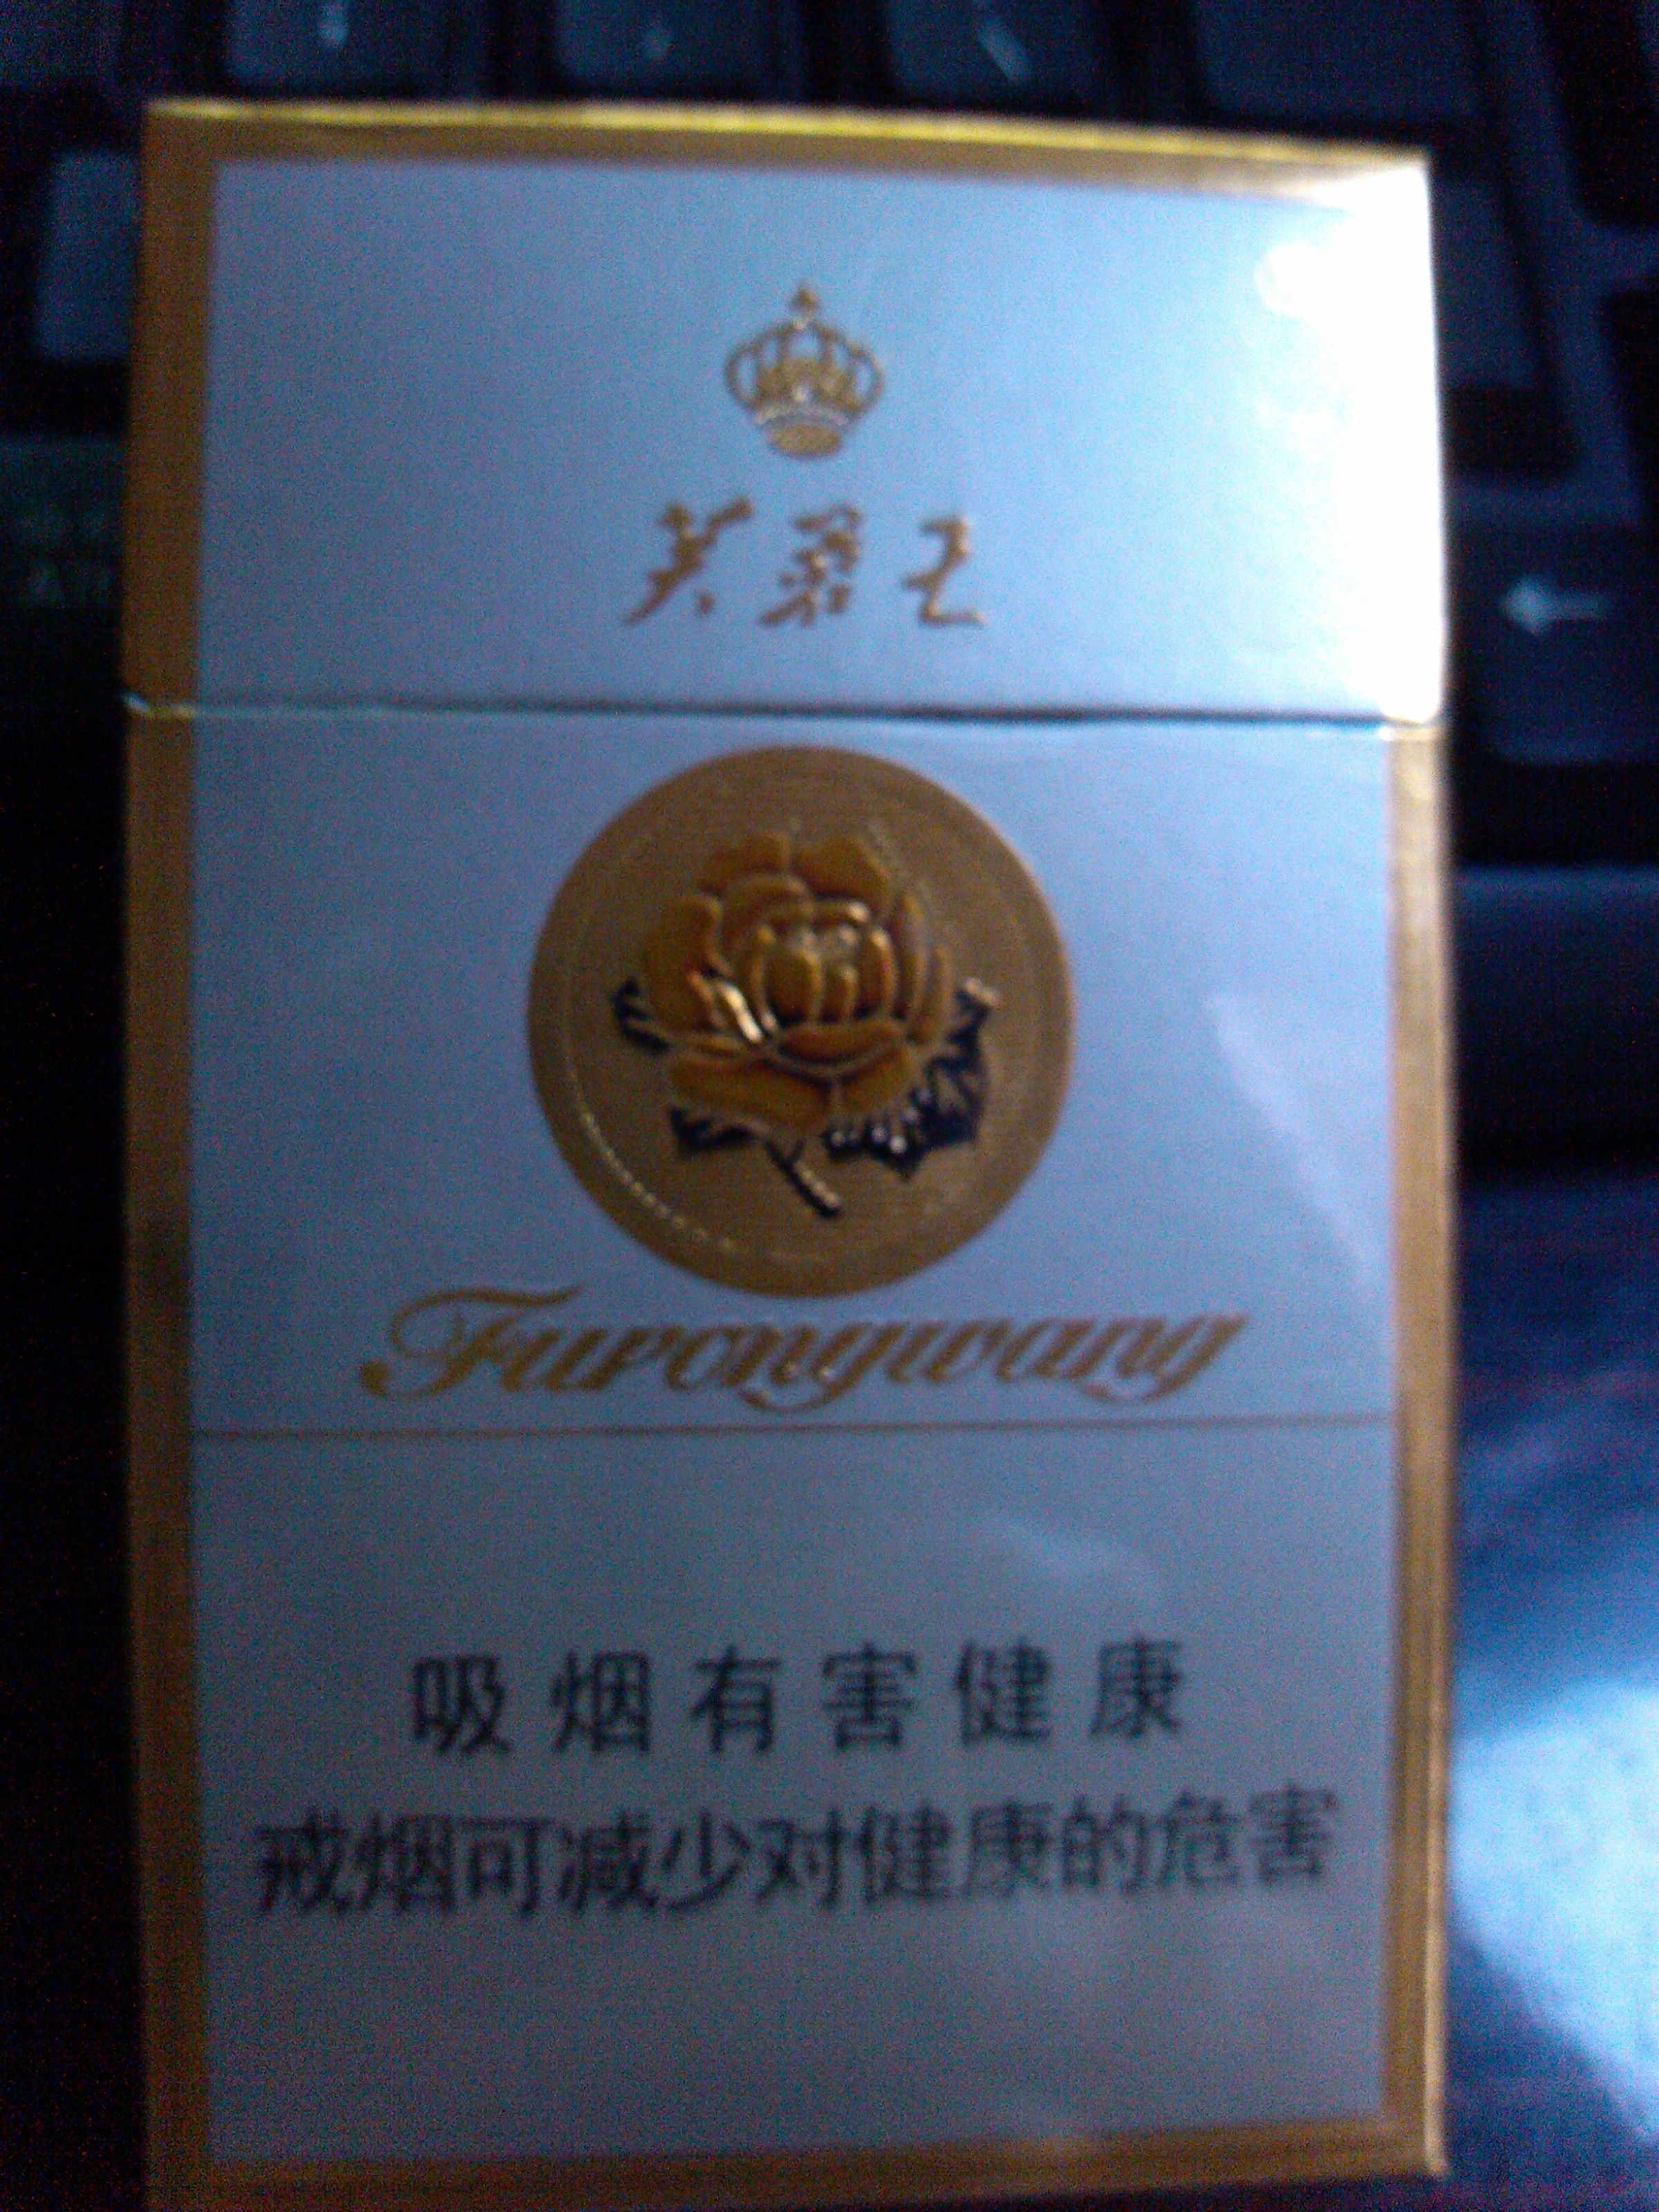 芙蓉王
Furongwang
吸烟有害健康
戒烟可减少对健康的危害